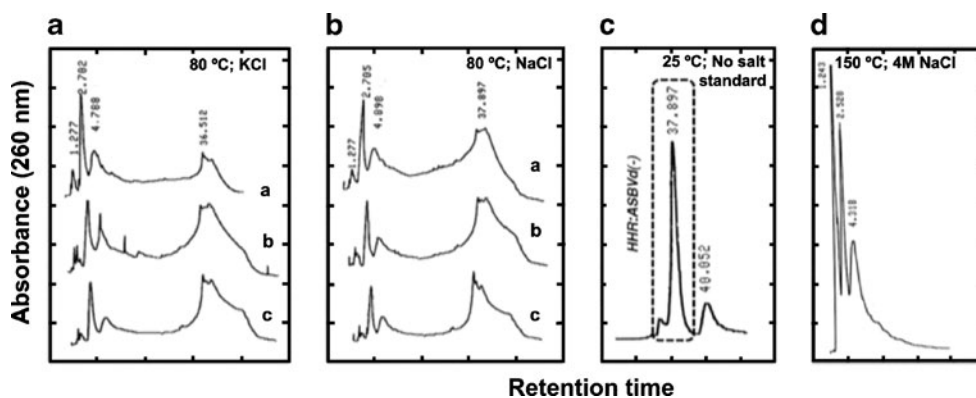 a
80 ºC; KCl
1.277
2.702
4.788
36.512
a
b
c
b
80 ºC; NaCl
1.277
2.705
4.898
37.897
a
b
c
c
25 ºC; No salt
standard
HHR:ASBVd(-)
37.897
40.052
d
150 ºC; 4M NaCl
1.243
2.520
4.318
Absorbance (260 nm)
Retention time